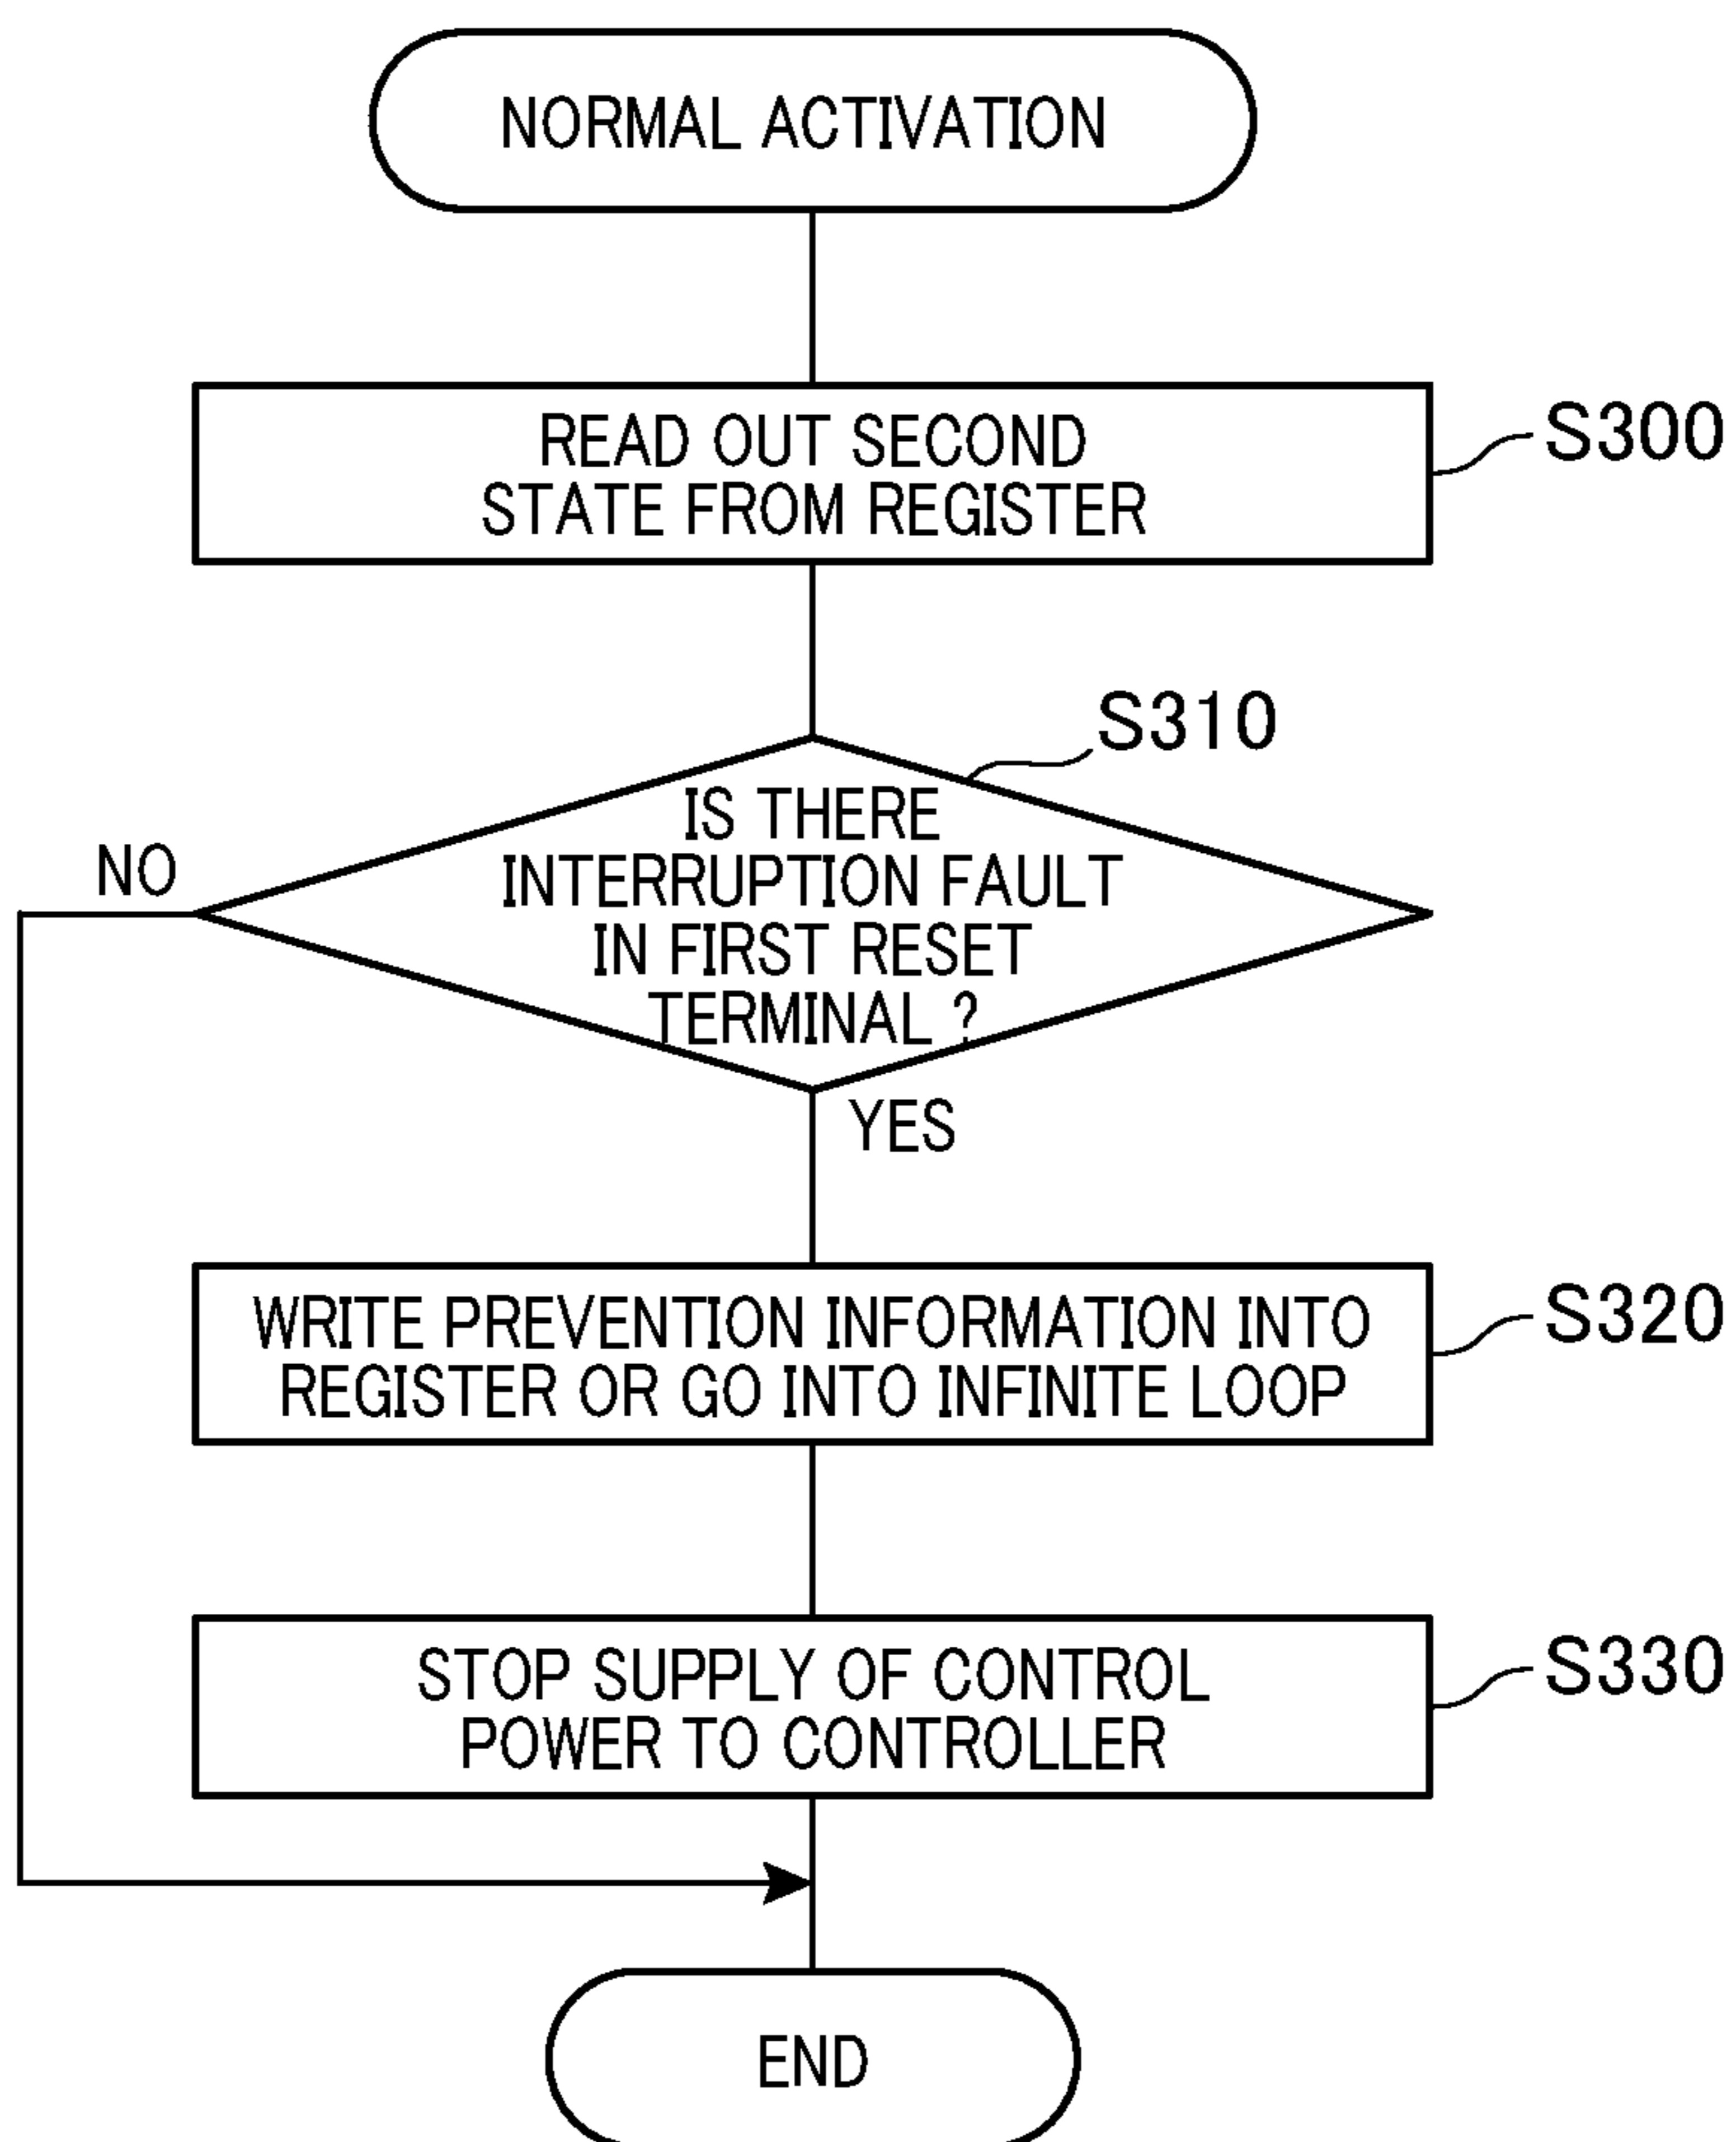 NORMAL ACTIVATION
READ OUT SECOND
STATE FROM REGISTER
S300
S310
IS THERE
INTERRUPTION FAULT
IN FIRST RESET
TERMINAL ?
NO
YES
WRITE PREVENTION INFORMATION INTO
REGISTER OR GO INTO INFINITE LOOP
S320
STOP SUPPLY OF CONTROL
POWER TO CONTROLLER
S330
END